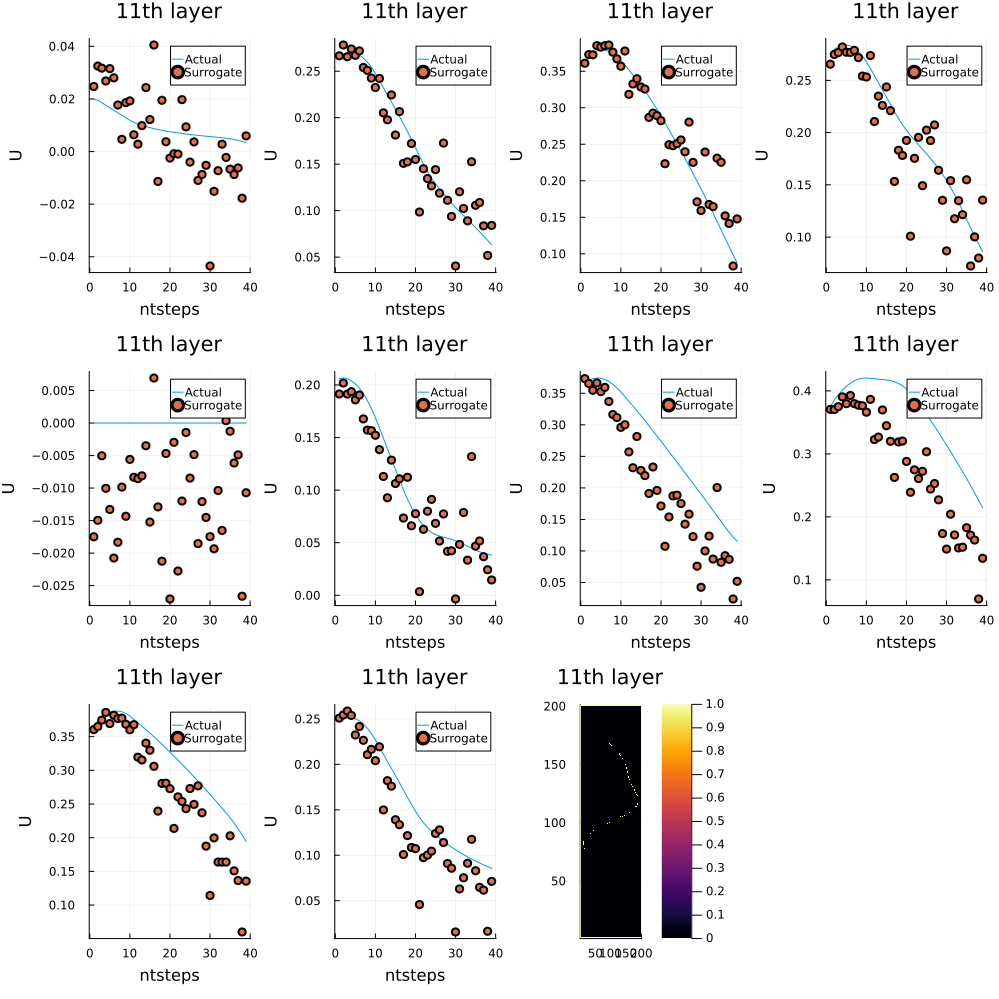 11th layer 11th layer 11th layer 11th layer
0.04
0.02
0.00
−0.02
−0.04
U
0 10 20 30 40
ntsteps
Actual
Surrogate
0.25
0.20
0.15
0.10
0.05
U
0 10 20 30 40
ntsteps
Actual
Surrogate
0.35
0.30
0.25
0.20
0.15
0.10
U
0 10 20 30 40
ntsteps
Actual
Surrogate
0.25
0.20
0.15
0.10
U
0 10 20 30 40
ntsteps
Actual
Surrogate
11th layer 11th layer 11th layer 11th layer
0.005
0.000
−0.005
−0.010
−0.015
−0.020
−0.025
U
0 10 20 30 40
ntsteps
Actual
Surrogate
0.20
0.15
0.10
0.05
0.00
U
0 10 20 30 40
ntsteps
Actual
Surrogate
0.35
0.30
0.25
0.20
0.15
0.10
0.05
U
0 10 20 30 40
ntsteps
Actual
Surrogate
0.4
0.3
0.2
0.1
U
0 10 20 30 40
ntsteps
Actual
Surrogate
11th layer 11th layer 11th layer
0.35
0.30
0.25
0.20
0.15
0.10
U
0 10 20 30 40
ntsteps
Actual
Surrogate
0.25
0.20
0.15
0.10
0.05
U
0 10 20 30 40
ntsteps
Actual
Surrogate
200
150
100
50
50 100 150 200
1.0
0.9
0.8
0.7
0.6
0.5
0.4
0.3
0.2
0.1
0